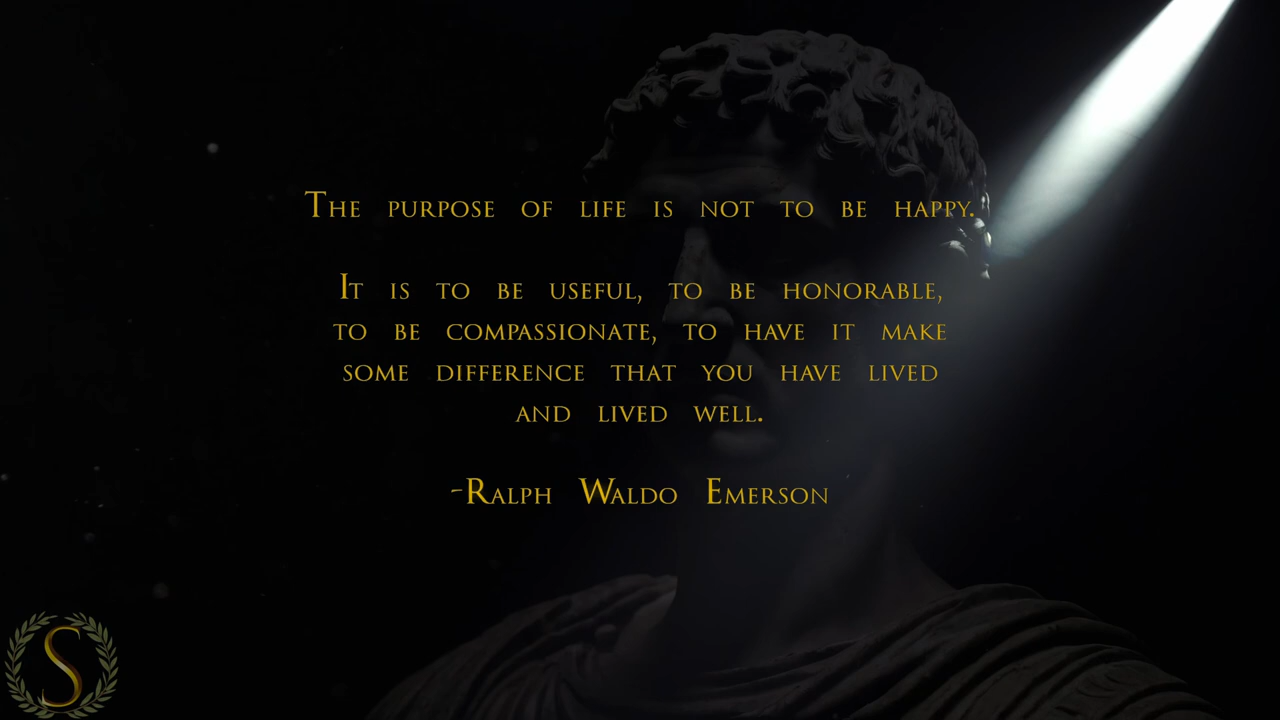 The purpose of life is not to be happy.
It is to be useful, to be honorable,
to be compassionate, to have it make
some difference that you have lived
and lived well.
-Ralph Waldo Emerson
S